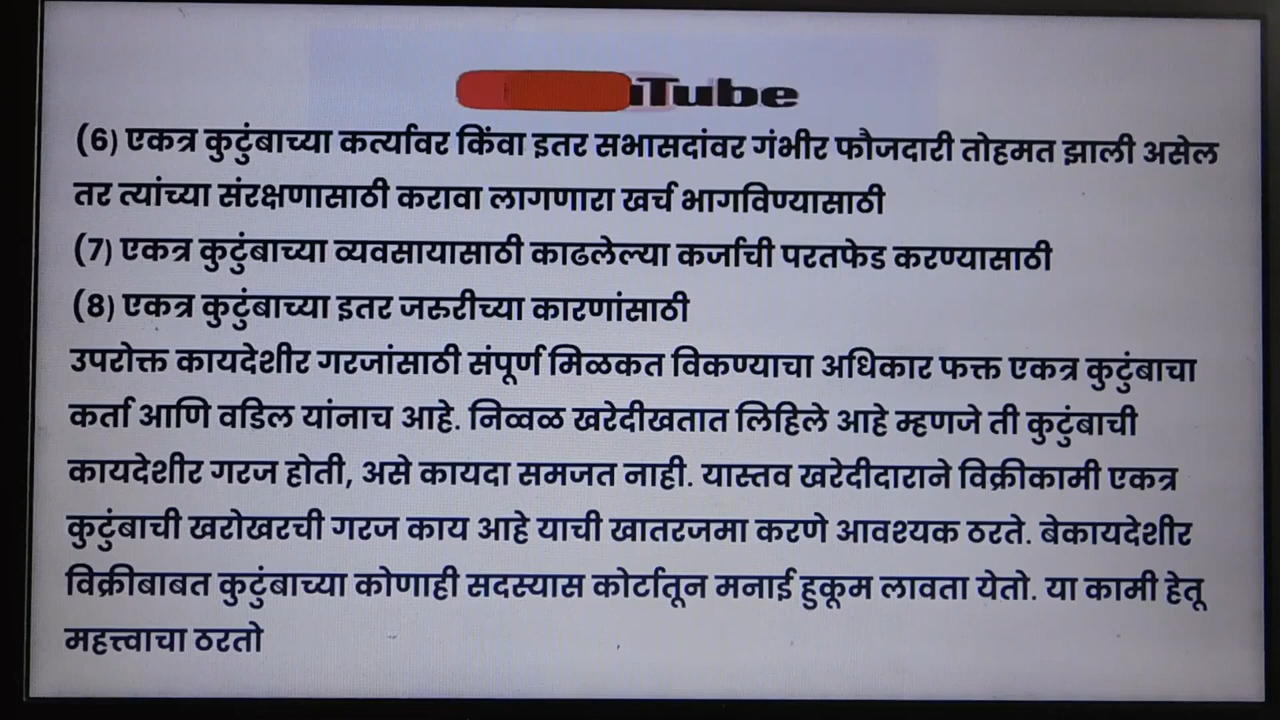 iTube
(6) एकत्र कुटुंबाच्या कर्त्यावर किंवा इतर सभासदांवर गंभीर फौजदारी तोहमत झाली असेल
तर त्यांच्या संरक्षणासाठी करावा लागणारा खर्च भागविण्यासाठी
(7) एकत्र कुटुंबाच्या व्यवसायासाठी काढलेल्या कर्जाची परतफेड करण्यासाठी
(8) एकत्र कुटुंबाच्या इतर जरुरीच्या कारणांसाठी
उपरोक्त कायदेशीर गरजांसाठी संपूर्ण मिळकत विकण्याचा अधिकार फक्त एकत्र कुटुंबाचा
कर्ता आणि वडिल यांनाच आहे. निव्वळ खरेदीखतात लिहिले आहे म्हणजे ती कुटुंबाची
कायदेशीर गरज होती, असे कायदा समजत नाही. यास्तव खरेदीदाराने विक्रीकामी एकत्र
कुटुंबाची खरोखरची गरज काय आहे याची खातरजमा करणे आवश्यक ठरते. बेकायदेशीर
विक्रीबाबत कुटुंबाच्या कोणाही सदस्यास कोर्टातून मनाई हुकूम लावता येतो. या कामी हेतू
महत्त्वाचा ठरतो